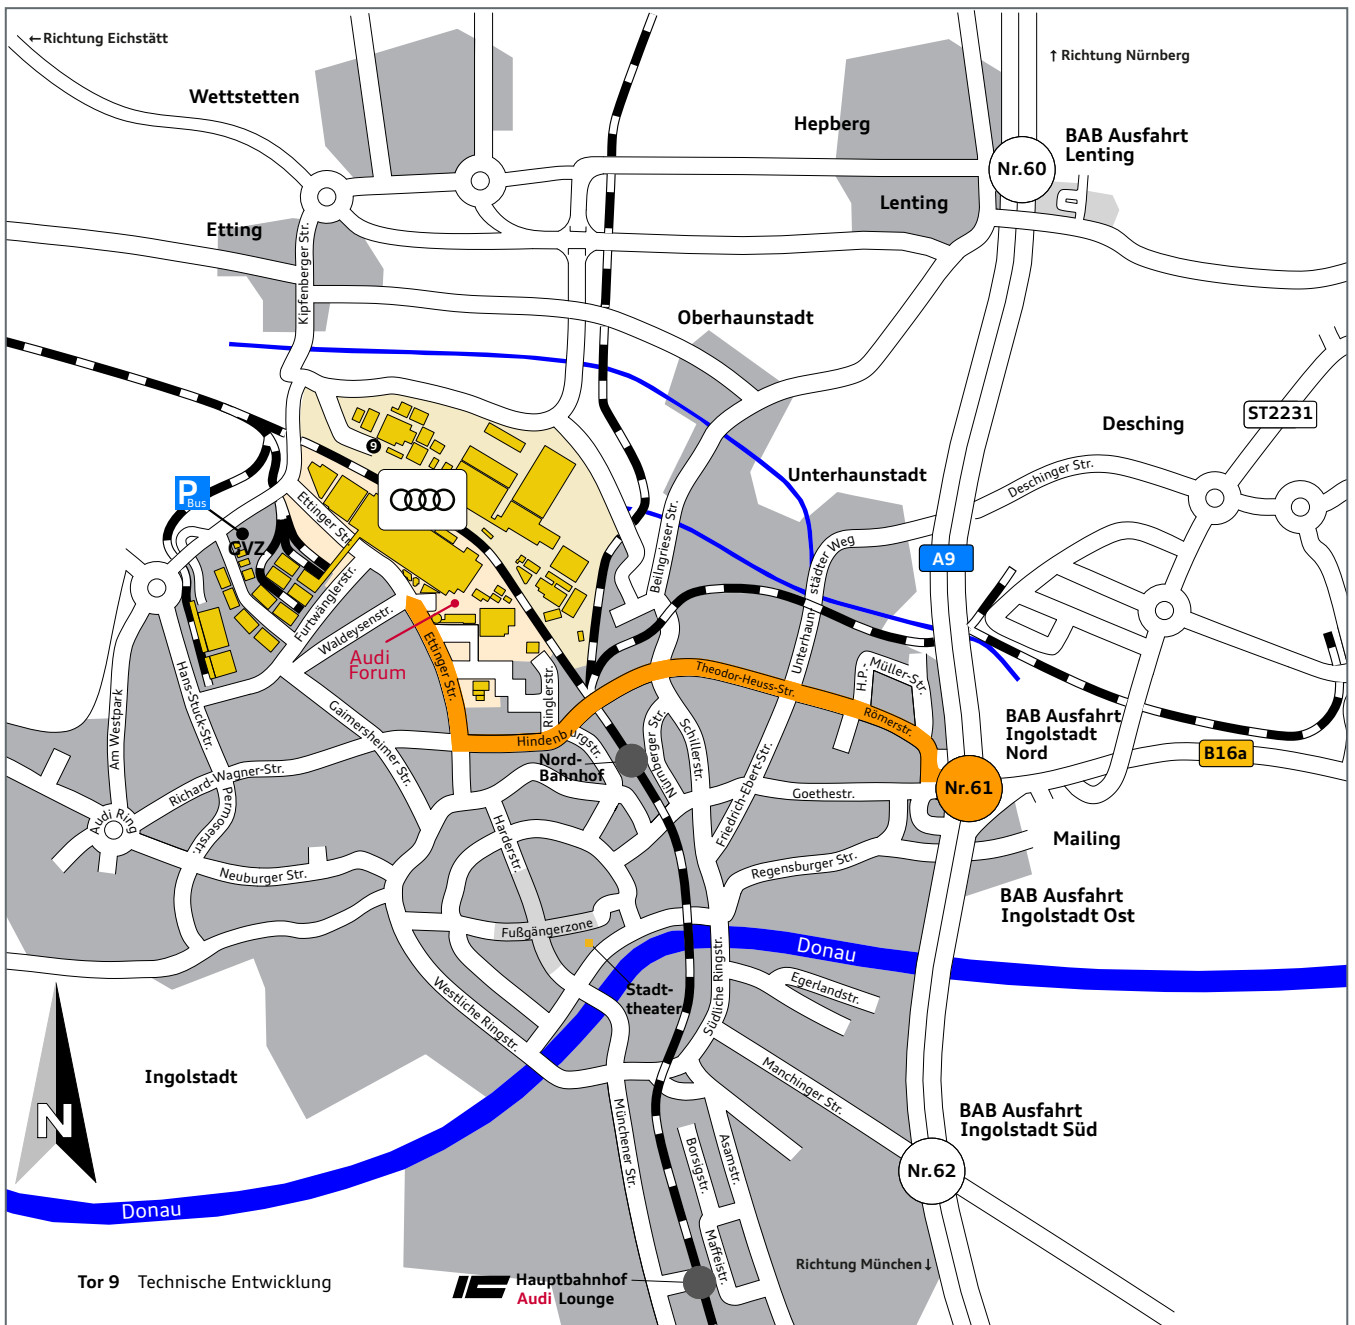 ←Richtung Eichstätt
↑ Richtung Nürnberg
Wettstetten
Hepberg
BAB Ausfahrt
Lenting
Nr.60
Lenting
Etting
Kipfenberger Str.
Oberhaunstadt
ST2231
Desching
Unterhaunstadt
Deschinger Str.
9
P
Bus
GVZ
Ettinger Str.
Beilngrieser Str.
A9
Unterhaunstädter Weg
Furtwänglerstr.
Waldeysenstr.
Audi
Forum
Ettinger Str.
Ringlerstr.
Theodor-Heuss-Str.
H.P.
Müller-Str.
Römerstr.
Hans-Stuck-Str.
Am Westpark
Gaimersheimer Str.
Hindenburgstr.
Nord-
Bahnhof
Nürnberger Str.
Schillerstr.
BAB Ausfahrt
Ingolstadt
Nord
B16a
Nr.61
Richard-Wagner-Str.
Permoserstr.
Audi Ring
Friedrich-Ebert-Str.
Goethestr.
Harderstr.
Mailing
Neuburger Str.
Regensburger Str.
BAB Ausfahrt
Ingolstadt Ost
Fußgängerzone
Donau
Stadt-
theater
Südliche Ringstr.
Egerlandstr.
Westliche Ringstr.
Ingolstadt
Manchinger Str.
N
Münchener Str.
Borsigstr.
Asamstr.
BAB Ausfahrt
Ingolstadt Süd
Nr.62
Donau
Maffeistr.
Richtung München↓
Tor 9 Technische Entwicklung
IC
Hauptbahnhof
Audi Lounge